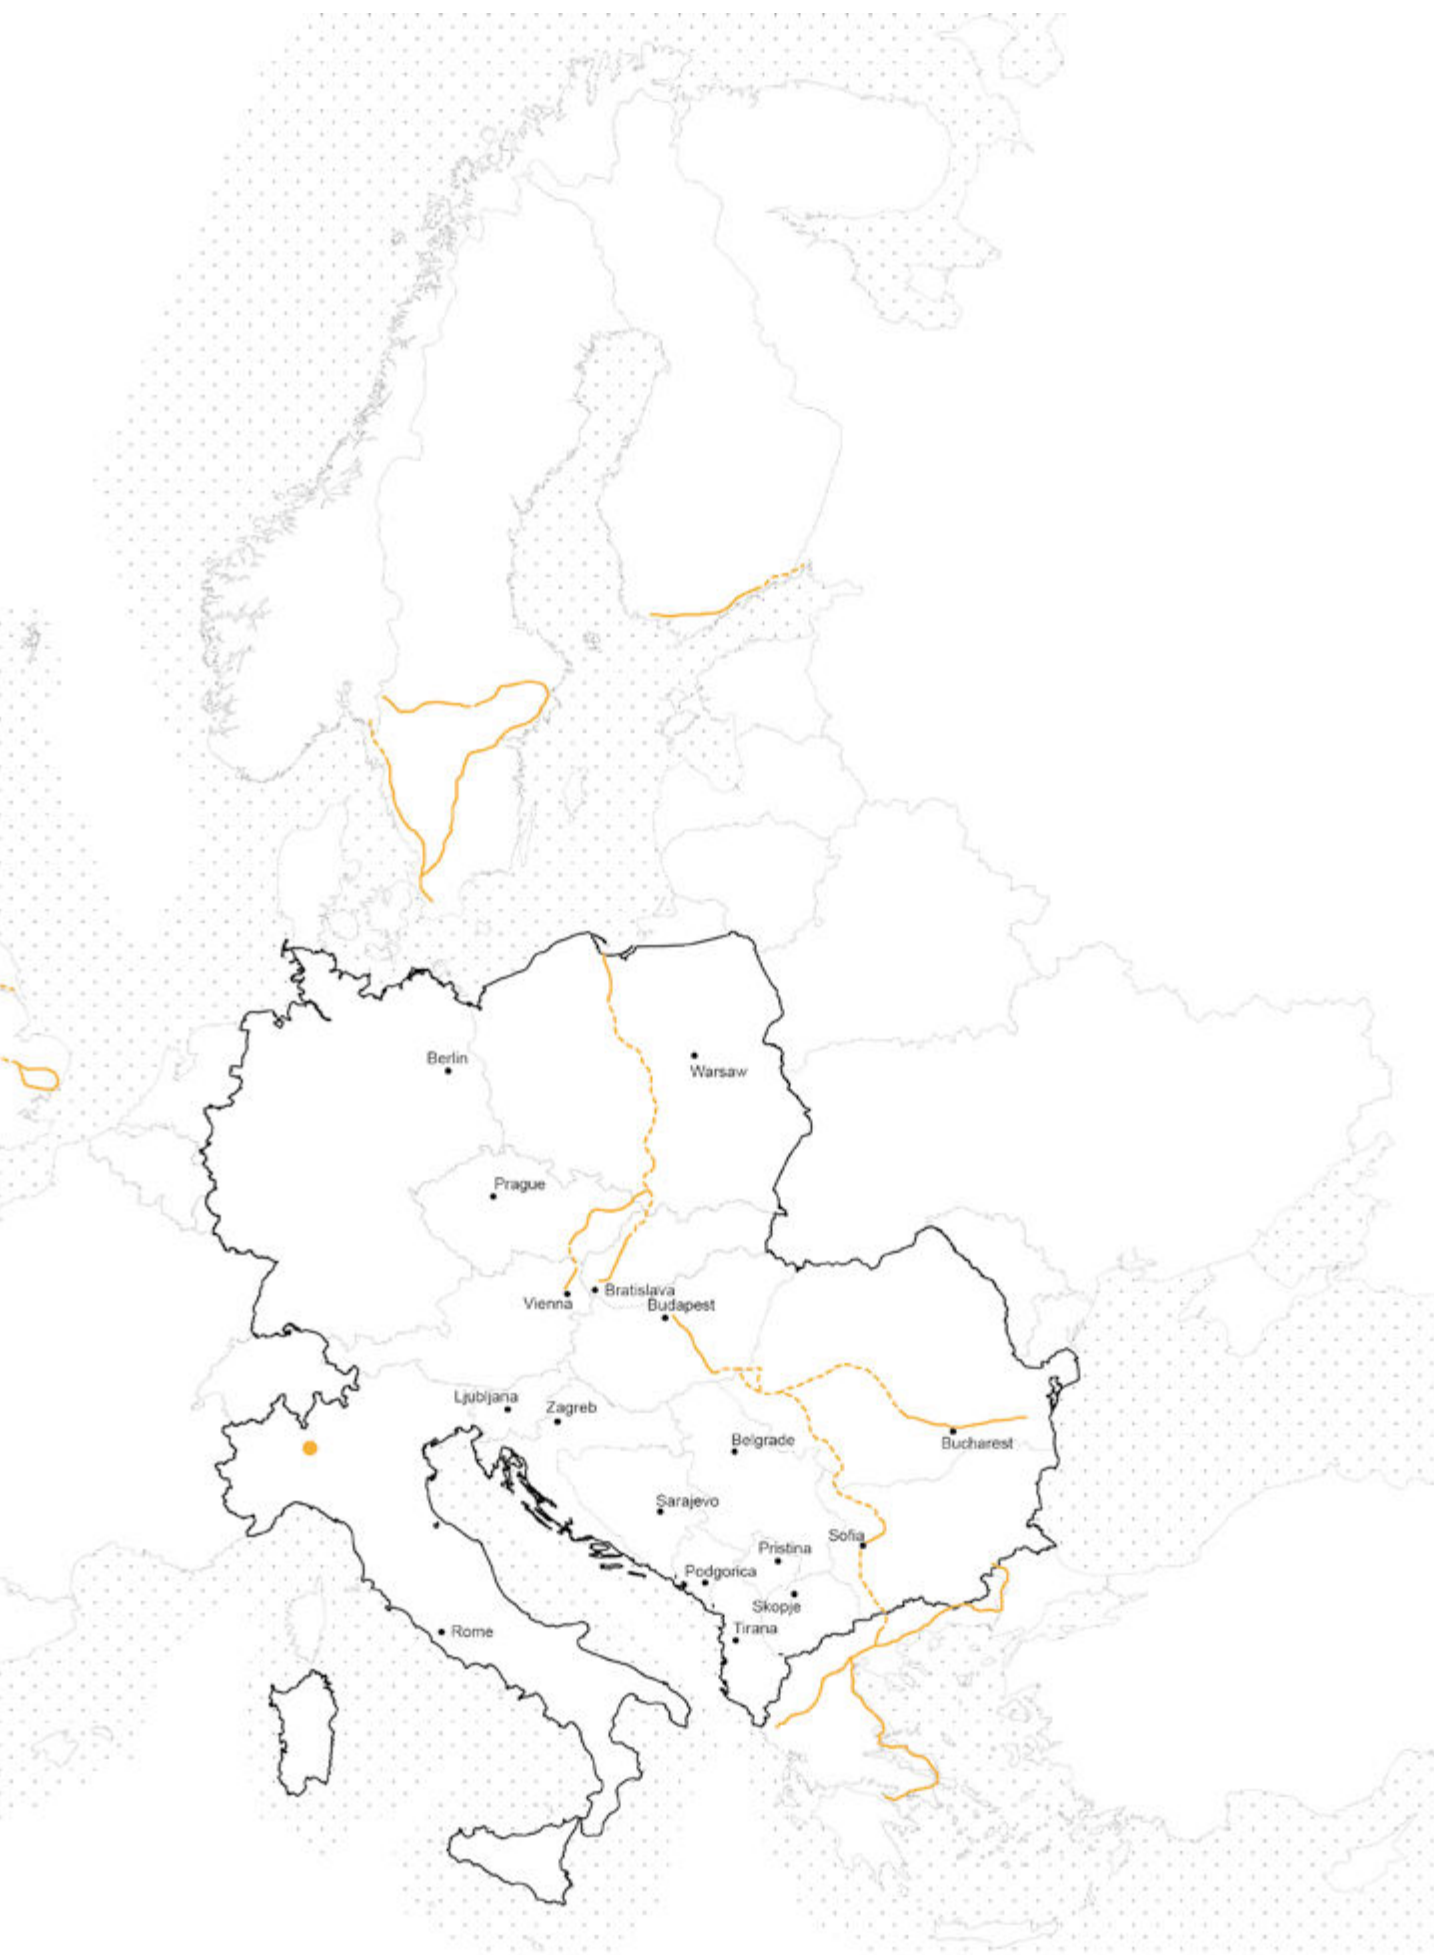 Berlin
Warsaw
Prague
Bratislava
Vienna
Budapest
Ljubljana
Zagreb
Belgrade
Bucharest
Sarajevo
Sofia
Pristina
Podgorica
Skopje
Tirana
Rome